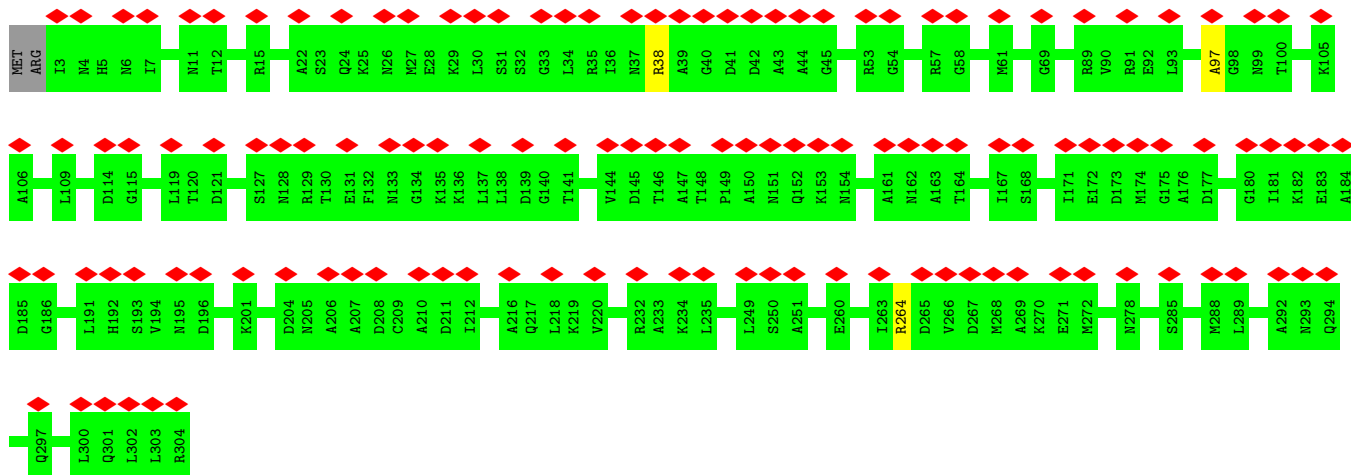 MET ARG I3 N4 H5 N6 I7 N11 T12 R15 A22 S23 Q24 K25 N26 M27 E28 K29 L30 S31 S32 G33 L34 R35 I36 N37 R38 A39 G40 D41 D42 A43 A44 G45 R53 G54 R57 G58 M61 G69 R89 V90 R91 E92 L93 A97 G98 N99 T100 K105
A106 L109 D114 G115 L119 T120 D121 S127 N128 R129 T130 E131 F132 N133 G134 K135 K136 L137 L138 D139 G140 T141 V144 D145 T146 A147 T148 P149 A150 N151 Q152 K153 N154 A161 N162 A163 T164 I167 S168 I171 E172 D173 M174 G175 A176 D177 G180 I181 K182 E183 A184
D185 G186 L191 H192 S193 V194 N195 D196 K201 D204 N205 A206 A207 D208 C209 A210 D211 I212 A216 Q217 L218 K219 V220 R232 A233 K234 L235 L249 S250 A251 E260 I263 R264 D265 V266 D267 M268 A269 K270 E271 M272 N278 S285 M288 L289 A292 N293 Q294
Q297 L300 Q301 L302 L303 R304